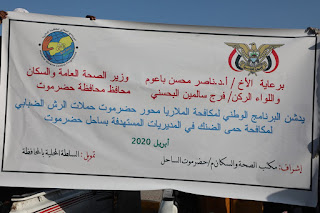 برعاية الأخ / أ.د. ناصر محسن باعوم وزير الصحة العامة والسكان
واللواء الركن/ فرج سالمين البحسني محافظ محافظة حضرموت
يدشن البرنامج الوطني لمكافحة الملاريا محور حضرموت حملات الرش الضبابي
لمكافحة حمى الضنك في المديريات المستهدفة بساحل حضرموت
أبريل 2020
إشراف: مكتب الصحة والسكان م/حضرموت الساحل
تمويل: السلطة المحلية بالمحافظة